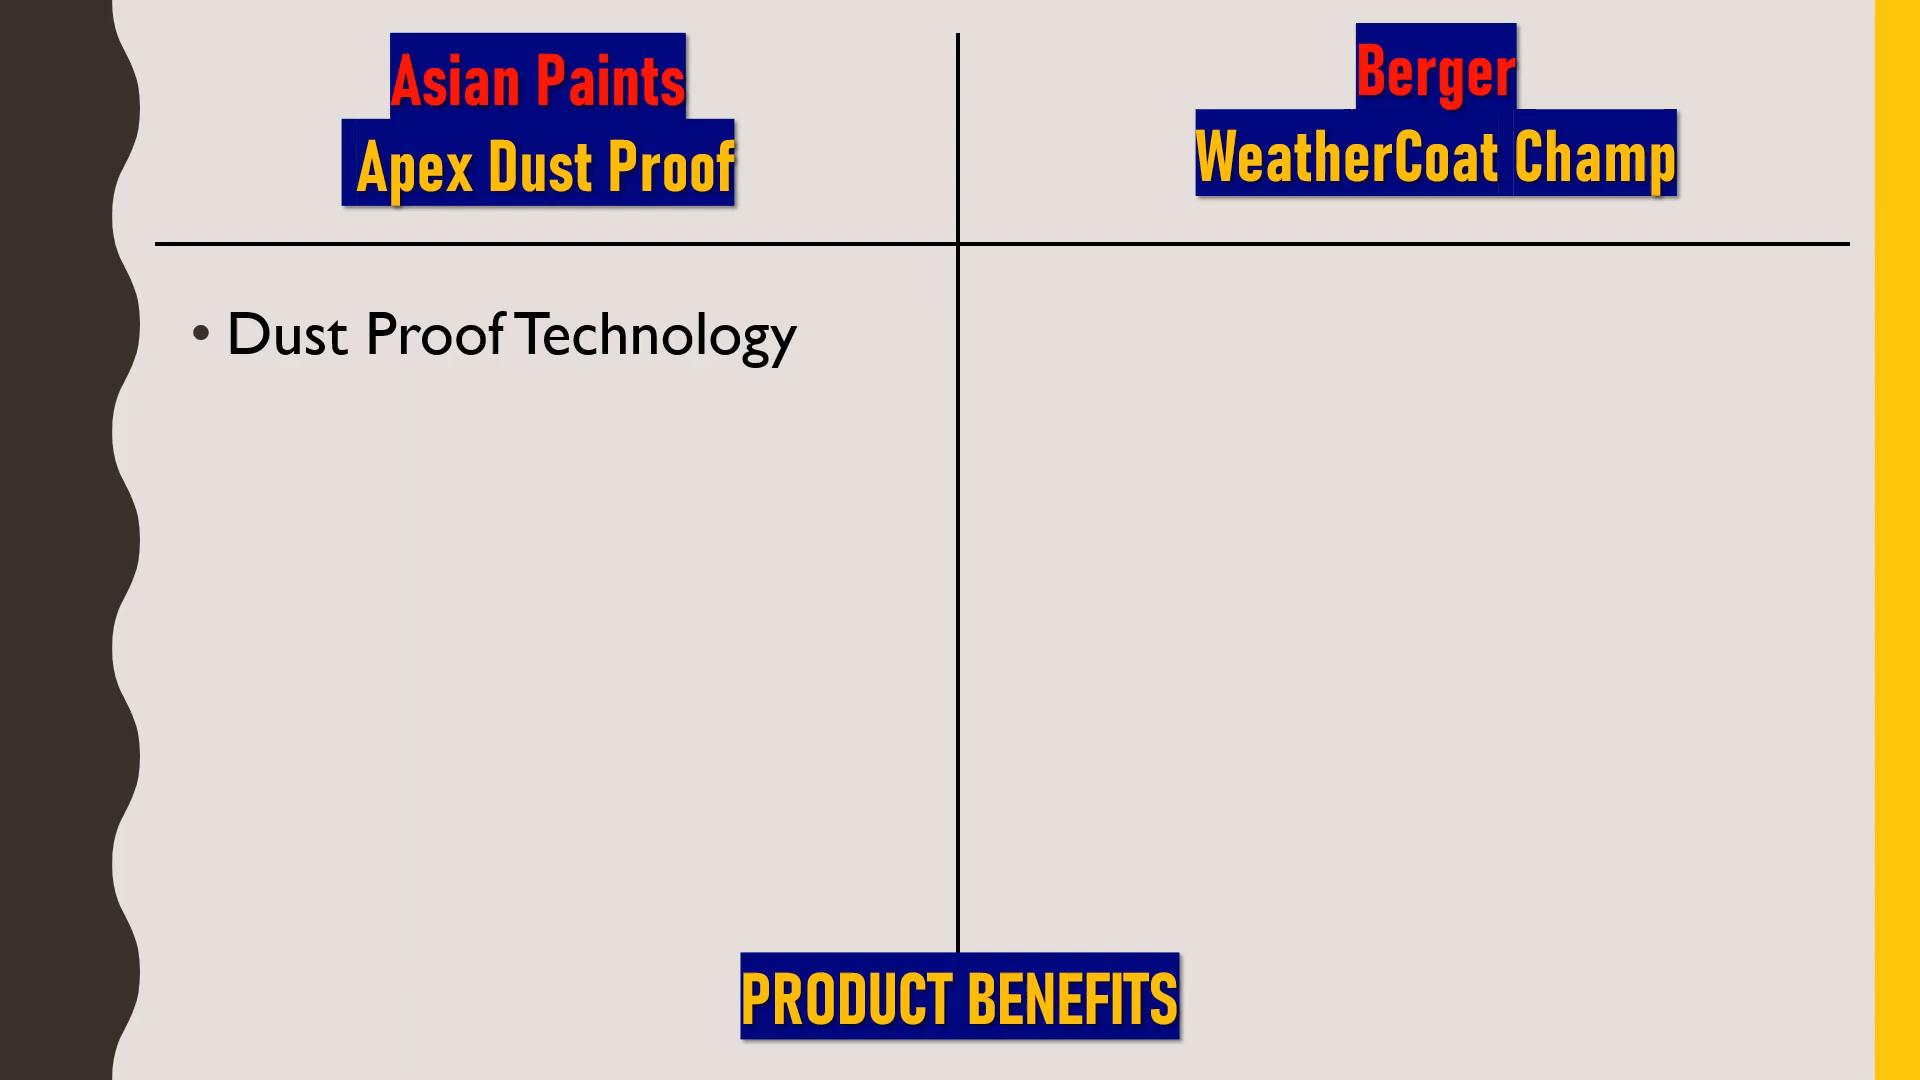 Asian Paints
Apex Dust Proof
Berger
WeatherCoat Champ
• Dust Proof Technology
PRODUCT BENEFITS